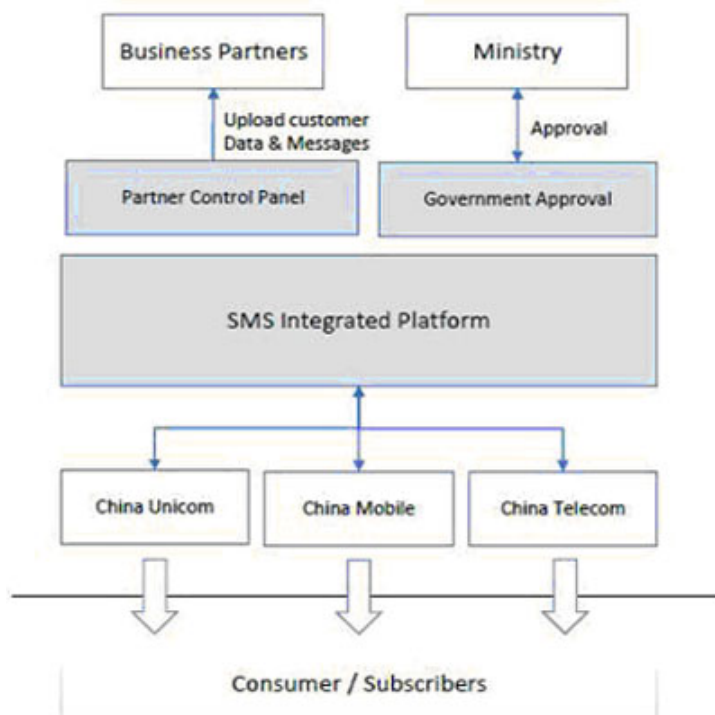 Business Partners
Ministry
Upload customer
Data & Messages
Approval
Partner Control Panel
Government Approval
SMS Integrated Platform
China Unicom
China Mobile
China Telecom
Consumer / Subscribers